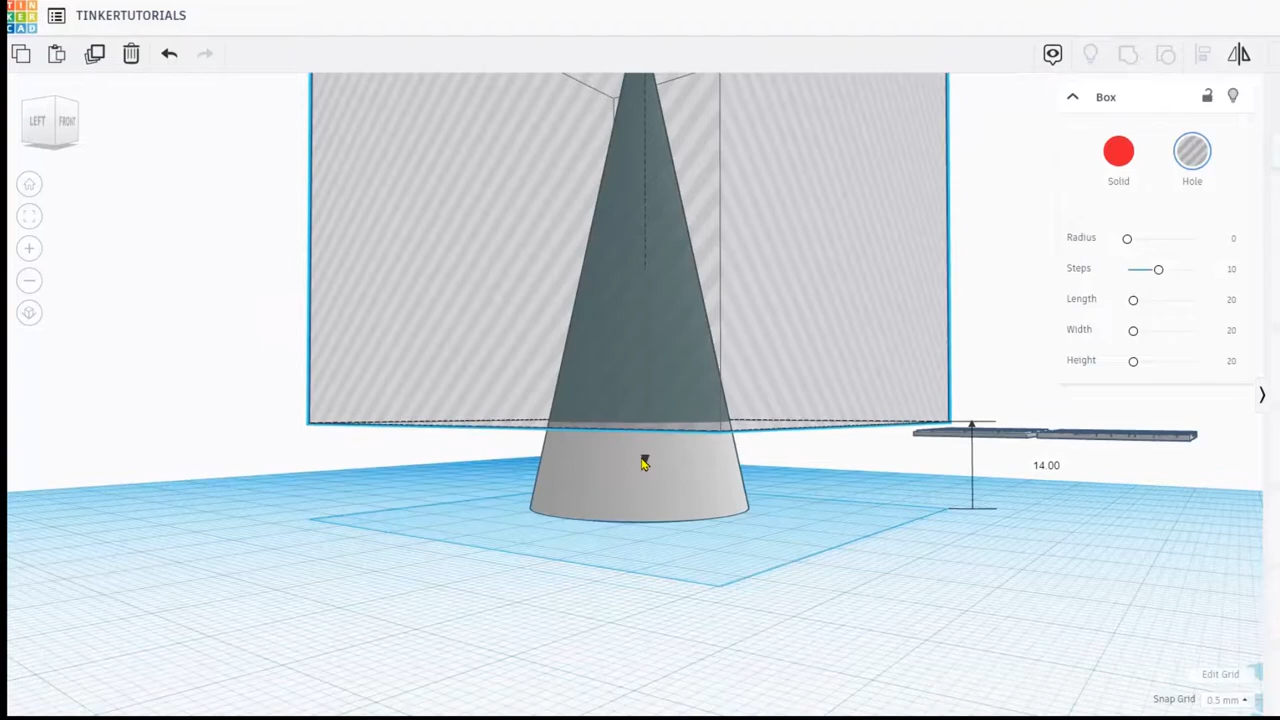 TIN
KER
CAD
TINKERTUTORIALS
LEFT
FRONT
Box
Solid
Hole
Radius 0
Steps 10
Length 20
Width 20
Height 20
14.00
Edit Grid
Snap Grid 0.5 mm